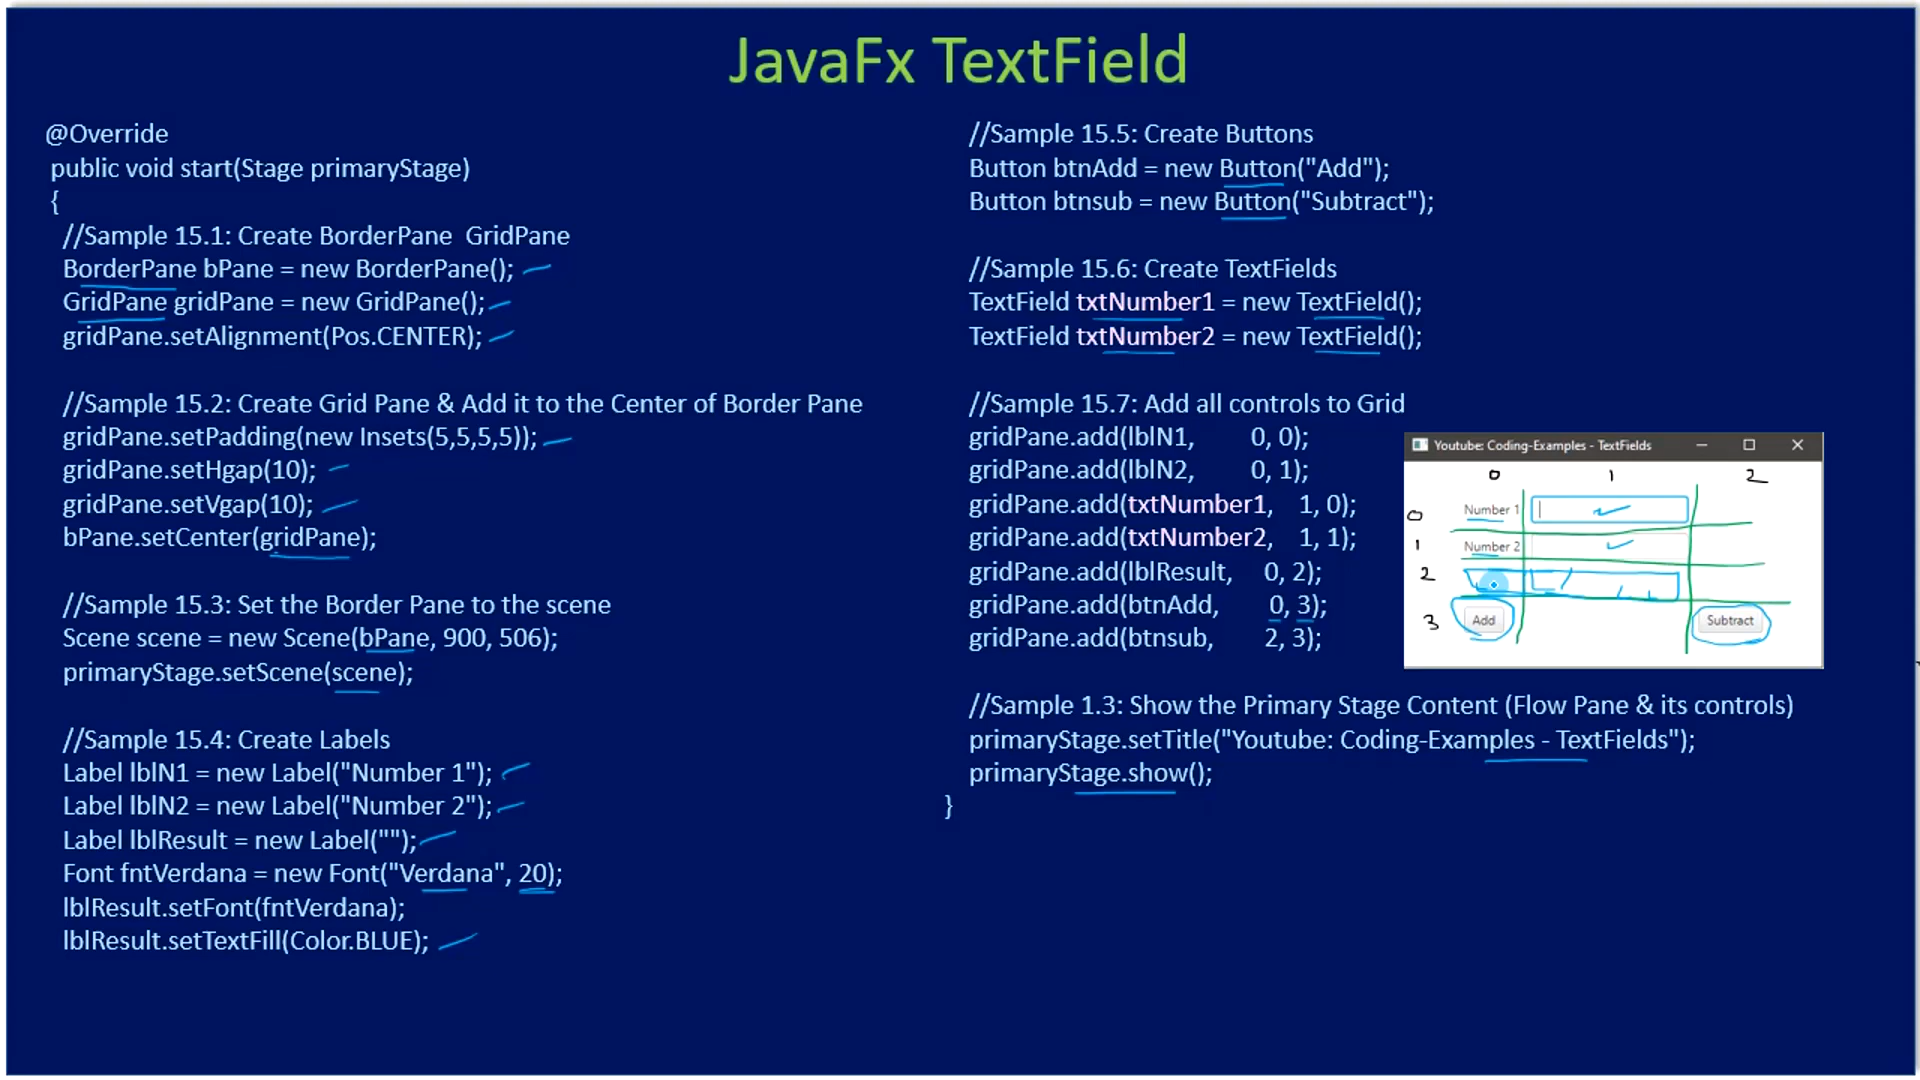 JavaFx TextField
@Override
public void start(Stage primaryStage)
{
//Sample 15.1: Create BorderPane  GridPane
BorderPane bPane = new BorderPane();
GridPane gridPane = new GridPane();
gridPane.setAlignment(Pos.CENTER);
//Sample 15.2: Create Grid Pane & Add it to the Center of Border Pane
gridPane.setPadding(new Insets(5,5,5,5));
gridPane.setHgap(10);
gridPane.setVgap(10);
bPane.setCenter(gridPane);
//Sample 15.3: Set the Border Pane to the scene
Scene scene = new Scene(bPane, 900, 506);
primaryStage.setScene(scene);
//Sample 15.4: Create Labels
Label lblN1 = new Label("Number 1");
Label lblN2 = new Label("Number 2");
Label lblResult = new Label("");
Font fntVerdana = new Font("Verdana", 20);
lblResult.setFont(fntVerdana);
lblResult.setTextFill(Color.BLUE);
//Sample 15.5: Create Buttons
Button btnAdd = new Button("Add");
Button btnsub = new Button("Subtract");
//Sample 15.6: Create TextFields
TextField txtNumber1 = new TextField();
TextField txtNumber2 = new TextField();
//Sample 15.7: Add all controls to Grid
gridPane.add(lblN1, 0, 0);
gridPane.add(lblN2, 0, 1);
gridPane.add(txtNumber1, 1, 0);
gridPane.add(txtNumber2, 1, 1);
gridPane.add(lblResult, 0, 2);
gridPane.add(btnAdd, 0, 3);
gridPane.add(btnsub, 2, 3);
//Sample 1.3: Show the Primary Stage Content (Flow Pane & its controls)
primaryStage.setTitle("Youtube: Coding-Examples - TextFields");
primaryStage.show();
}
Youtube: Coding-Examples - TextFields
0 1 2
0 Number 1
1 Number 2
2
3 Add Subtract